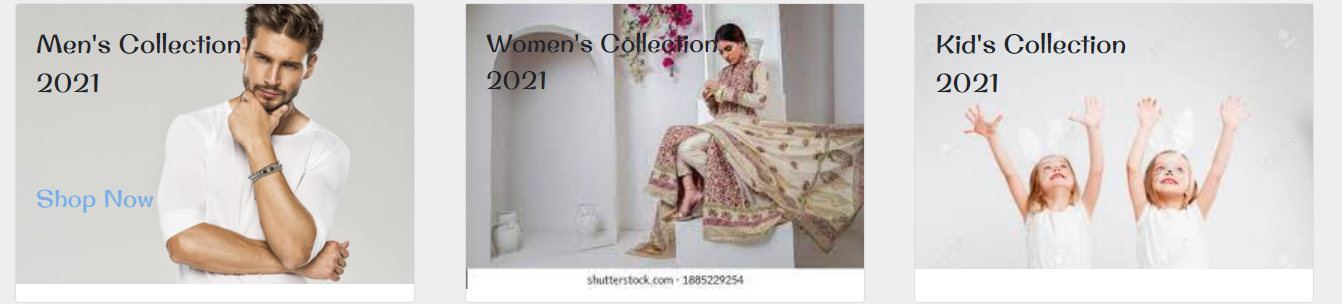 Men's Collection
2021
Shop Now
Women's Collection
2021
shutterstock.com · 1885229254
Kid's Collection
2021